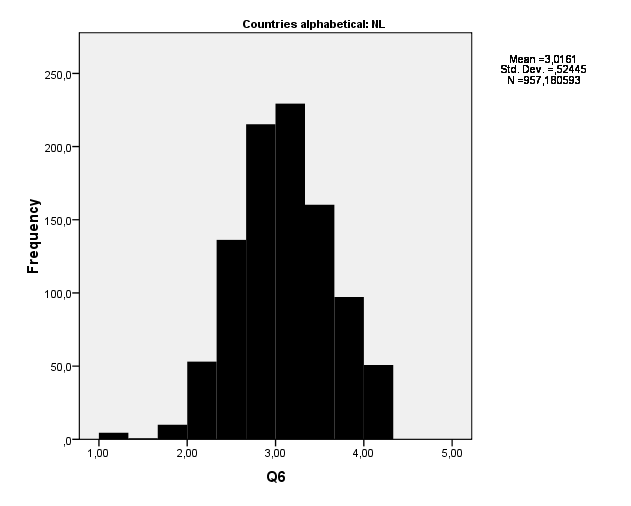 Countries alphabetical: NL
Mean =3,0161
Std. Dev. =,52445
N =957,180593
250,0
200,0
150,0
100,0
50,0
,0
Frequency
1,00 2,00 3,00 4,00 5,00
Q6